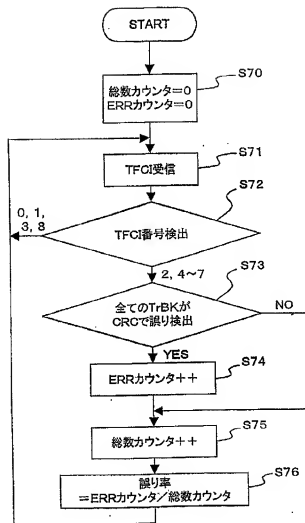 START
S70
総数カウンタ=0
ERRカウンタ=0
S71
TFCI受信
S72
0, 1,
3, 8
TFCI番号検出
2, 4～7
S73
全てのTrBKが
CRCで誤り検出
NO
YES
S74
ERRカウンタ++
S75
総数カウンタ++
S76
誤り率
=ERRカウンタ/総数カウンタ